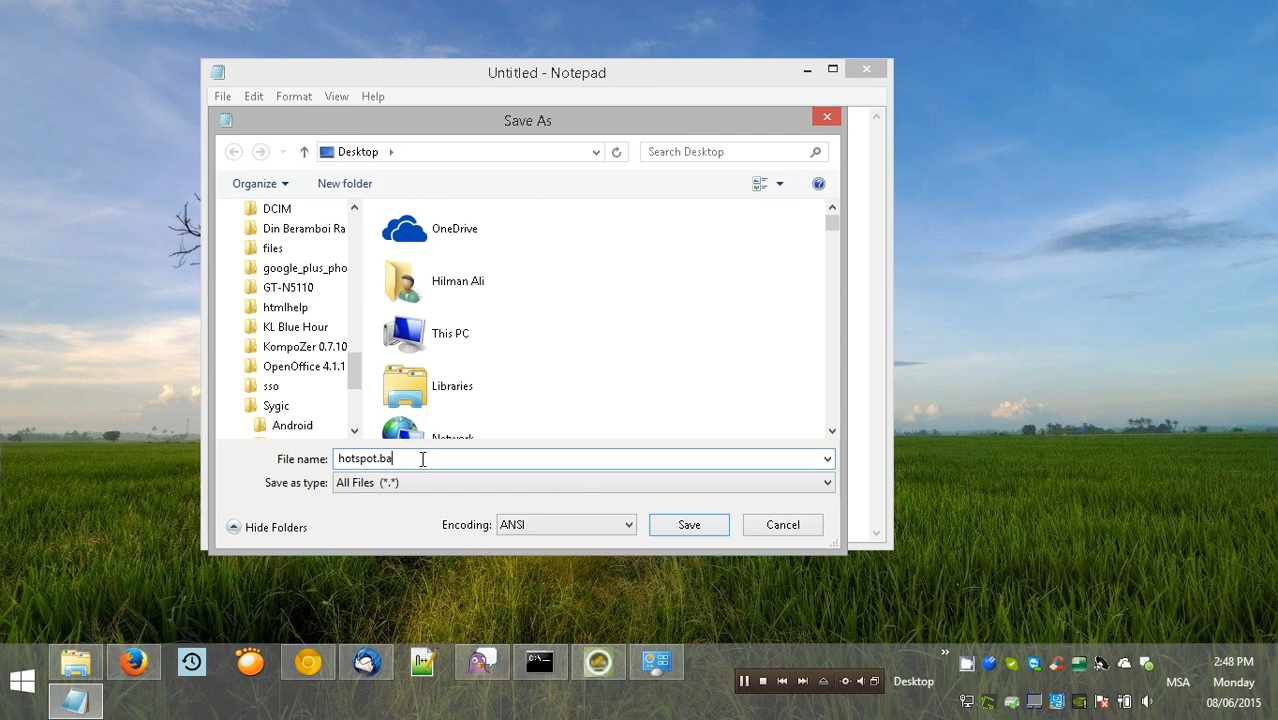 Untitled - Notepad
File Edit Format View Help
Save As
Desktop
Search Desktop
Organize New folder
DCIM
Din Beramboi Ra
files
google_plus_pho
GT-N5110
htmlhelp
KL Blue Hour
KompoZer 0.7.10
OpenOffice 4.1.1
sso
Sygic
Android
OneDrive
Hilman Ali
This PC
Libraries
Network
File name: hotspot.ba
Save as type: All Files (*.*)
Hide Folders Encoding: ANSI Save Cancel
Desktop
MSA
2:48 PM
Monday
08/06/2015